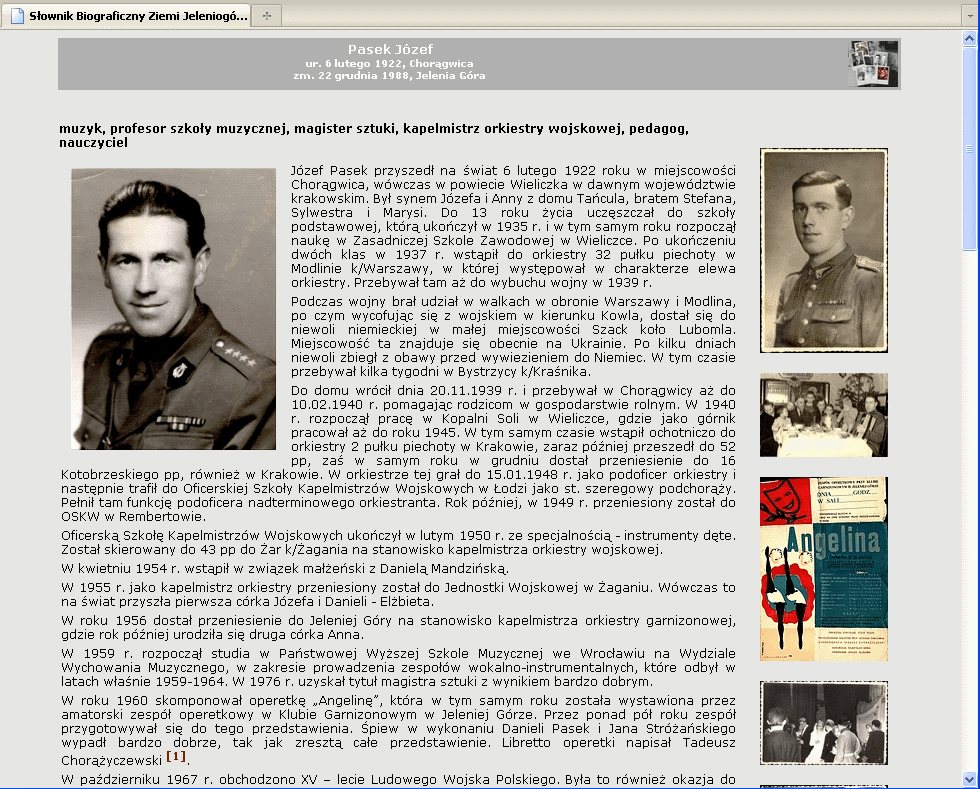 Słownik Biograficzny Ziemi Jeleniogó...
Pasek Józef
ur. 6 lutego 1922, Chorągwica
zm. 22 grudnia 1988, Jelenia Góra
muzyk, profesor szkoły muzycznej, magister sztuki, kapelmistrz orkiestry wojskowej, pedagog,
nauczyciel
Józef Pasek przyszedł na świat 6 lutego 1922 roku w miejscowości
Chorągwica, wówczas w powiecie Wieliczka w dawnym województwie
krakowskim. Był synem Józefa i Anny z domu Tańcula, bratem Stefana,
Sylwestra i Marysi. Do 13 roku życia uczęszczał do szkoły
podstawowej, którą ukończył w 1935 r. i w tym samym roku rozpoczął
naukę w Zasadniczej Szkole Zawodowej w Wieliczce. Po ukończeniu
dwóch klas w 1937 r. wstąpił do orkiestry 32 pułku piechoty w
Modlinie k/Warszawy, w której występował w charakterze elewa
orkiestry. Przebywał tam aż do wybuchu wojny w 1939 r.
Podczas wojny brał udział w walkach w obronie Warszawy i Modlina,
po czym wycofując się z wojskiem w kierunku Kowla, dostał się do
niewoli niemieckiej w małej miejscowości Szack koło Lubomla.
Miejscowość ta znajduje się obecnie na Ukrainie. Po kilku dniach
niewoli zbiegł z obawy przed wywiezieniem do Niemiec. W tym czasie
przebywał kilka tygodni w Bystrzycy k/Kraśnika.
Do domu wrócił dnia 20.11.1939 r. i przebywał w Chorągwicy aż do
10.02.1940 r. pomagając rodzicom w gospodarstwie rolnym. W 1940
r. rozpoczął pracę w Kopalni Soli w Wieliczce, gdzie jako górnik
pracował aż do roku 1945. W tym samym czasie wstąpił ochotniczo do
orkiestry 2 pułku piechoty w Krakowie, zaraz później przeszedł do 52
pp, zaś w samym roku w grudniu dostał przeniesienie do 16
Kotobrzeskiego pp, również w Krakowie. W orkiestrze tej grał do 15.01.1948 r. jako podoficer orkiestry i
następnie trafił do Oficerskiej Szkoły Kapelmistrzów Wojskowych w Łodzi jako st. szeregowy podchorąży.
Pełnił tam funkcję podoficera nadterminowego orkiestranta. Rok później, w 1949 r. przeniesiony został do
OSKW w Rembertowie.
Oficerską Szkołę Kapelmistrzów Wojskowych ukończył w lutym 1950 r. ze specjalnością - instrumenty dęte.
Został skierowany do 43 pp do Żar k/Żagania na stanowisko kapelmistrza orkiestry wojskowej.
W kwietniu 1954 r. wstąpił w związek małżeński z Danielą Mandzińską.
W 1955 r. jako kapelmistrz orkiestry przeniesiony został do Jednostki Wojskowej w Żaganiu. Wówczas to
na świat przyszła pierwsza córka Józefa i Danieli - Elżbieta.
W roku 1956 dostał przeniesienie do Jeleniej Góry na stanowisko kapelmistrza orkiestry garnizonowej,
gdzie rok później urodziła się druga córka Anna.
W 1959 r. rozpoczął studia w Państwowej Wyższej Szkole Muzycznej we Wrocławiu na Wydziale
Wychowania Muzycznego, w zakresie prowadzenia zespołów wokalno-instrumentalnych, które odbył w
latach właśnie 1959-1964. W 1976 r. uzyskał tytuł magistra sztuki z wynikiem bardzo dobrym.
W roku 1960 skomponował operetkę „Angelinę”, która w tym samym roku została wystawiona przez
amatorski zespół operetkowy w Klubie Garnizonowym w Jeleniej Górze. Przez ponad pół roku zespół
przygotowywał się do tego przedstawienia. Śpiew w wykonaniu Danieli Pasek i Jana Stróżańskiego
wypadł bardzo dobrze, tak jak zresztą całe przedstawienie. Libretto operetki napisał Tadeusz
Chorążyczewski [1].
W październiku 1967 r. obchodzono XV – lecie Ludowego Wojska Polskiego. Była to również okazja do
DNIA GODZ.
W SALI
Angelina